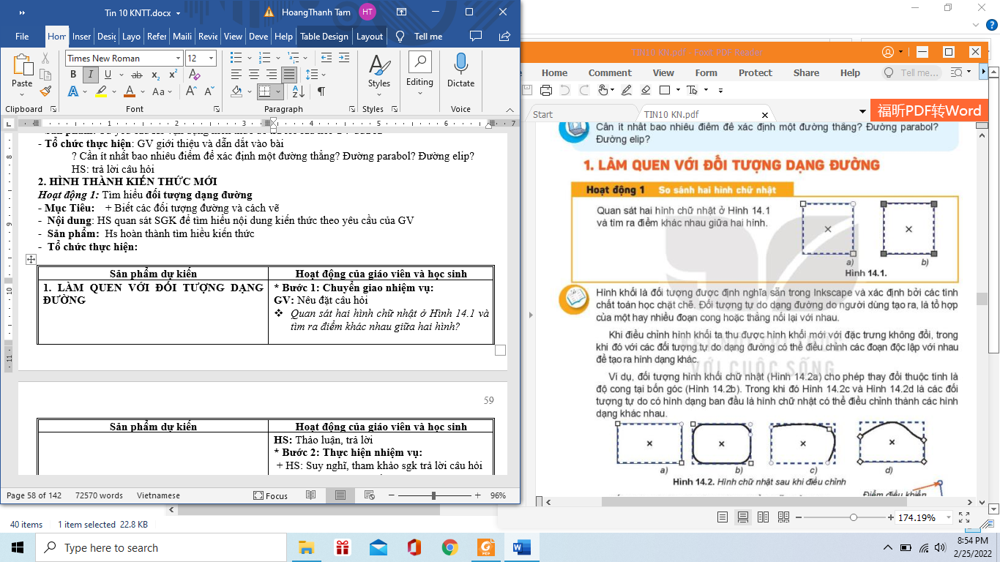 Tin 10 KNTT.docx
HoangThanh Tam HT
File Hom Inser Desig Layo Refer Maili Revie View Deve Help Table Design Layout Tell me
Times New Roman 12
Paste
Styles
Editing
Dictate
Clipboard Font Paragraph Styles Voice
- Tổ chức thực hiện: GV giới thiệu và dẫn dắt vào bài
? Cần ít nhất bao nhiêu điểm để xác định một đường thẳng? Đường parabol? Đường elip?
HS: trả lời câu hỏi
2. HÌNH THÀNH KIẾN THỨC MỚI
Hoạt động 1: Tìm hiểu đối tượng dạng đường
- Mục Tiêu: + Biết các đối tượng đường và cách vẽ
- Nội dung: HS quan sát SGK để tìm hiểu nội dung kiến thức theo yêu cầu của GV
- Sản phẩm: Hs hoàn thành tìm hiểu kiến thức
- Tổ chức thực hiện:
Sản phẩm dự kiến Hoạt động của giáo viên và học sinh
1. LÀM QUEN VỚI ĐỐI TƯỢNG DẠNG ĐƯỜNG
* Bước 1: Chuyển giao nhiệm vụ:
GV: Nêu đặt câu hỏi
❖ Quan sát hai hình chữ nhật ở Hình 14.1 và
tìm ra điểm khác nhau giữa hai hình?
59
Sản phẩm dự kiến Hoạt động của giáo viên và học sinh
HS: Thảo luận, trả lời
* Bước 2: Thực hiện nhiệm vụ:
+ HS: Suy nghĩ, tham khảo sgk trả lời câu hỏi
Page 58 of 142 72570 words Vietnamese Focus 96%
40 items 1 item selected 22.8 KB
TIN10 KN.pdf - Foxit PDF Reader
Home Comment View Form Protect Share Help Tell me...
Start TIN10 KN.pdf
福昕PDF转Word
Cần ít nhất bao nhiêu điểm để xác định một đường thẳng? Đường parabol?
Đường elip?
1. LÀM QUEN VỚI ĐỐI TƯỢNG DẠNG ĐƯỜNG
Hoạt động 1 So sánh hai hình chữ nhật
Quan sát hai hình chữ nhật ở Hình 14.1
và tìm ra điểm khác nhau giữa hai hình.
a) b)
Hình 14.1.
Hình khối là đối tượng được định nghĩa sẵn trong Inkscape và xác định bởi các tính
chất toán học chặt chẽ. Đối tượng tự do dạng đường do người dùng tạo ra, là tổ hợp
của một hay nhiều đoạn cong hoặc thẳng nối lại với nhau.
Khi điều chỉnh hình khối ta thu được hình khối mới với đặc trưng không đổi, trong
khi đó với các đối tượng tự do dạng đường có thể điều chỉnh các đoạn độc lập với nhau
để tạo ra hình dạng khác.
VỚI CUỘC SỐNG
Ví dụ, đối tượng hình khối chữ nhật (Hình 14.2a) cho phép thay đổi thuộc tính là
độ cong tại bốn góc (Hình 14.2b). Trong khi đó Hình 14.2c và Hình 14.2d là các đối
tượng tự do có hình dạng ban đầu là hình chữ nhật có thể điều chỉnh thành các hình
dạng khác nhau.
a) b) c) d)
Hình 14.2. Hình chữ nhật sau khi điều chỉnh
Điểm điều khiển
174.19%
Type here to search
8:54 PM
2/25/2022